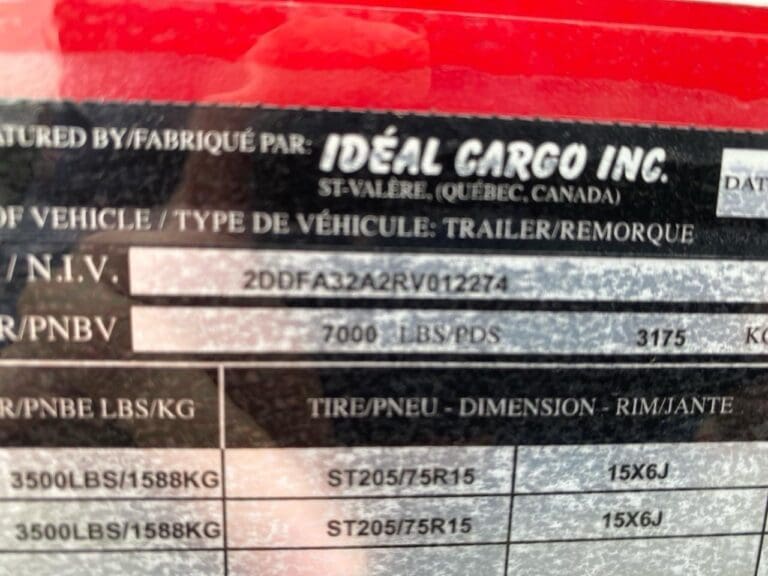 ATURED BY/FABRIQUÉ PAR: IDÉAL CARGO INC.
ST-VALÈRE, (QUÉBEC, CANADA)
DAT
OF VEHICLE / TYPE DE VÉHICULE: TRAILER/REMORQUE
/ N.I.V. 2DDFA32A2RV012274
R/PNBV 7000 LBS/PDS 3175 KG
R/PNBE LBS/KG TIRE/PNEU - DIMENSION - RIM/JANTE
3500LBS/1588KG ST205/75R15 15X6J
3500LBS/1588KG ST205/75R15 15X6J